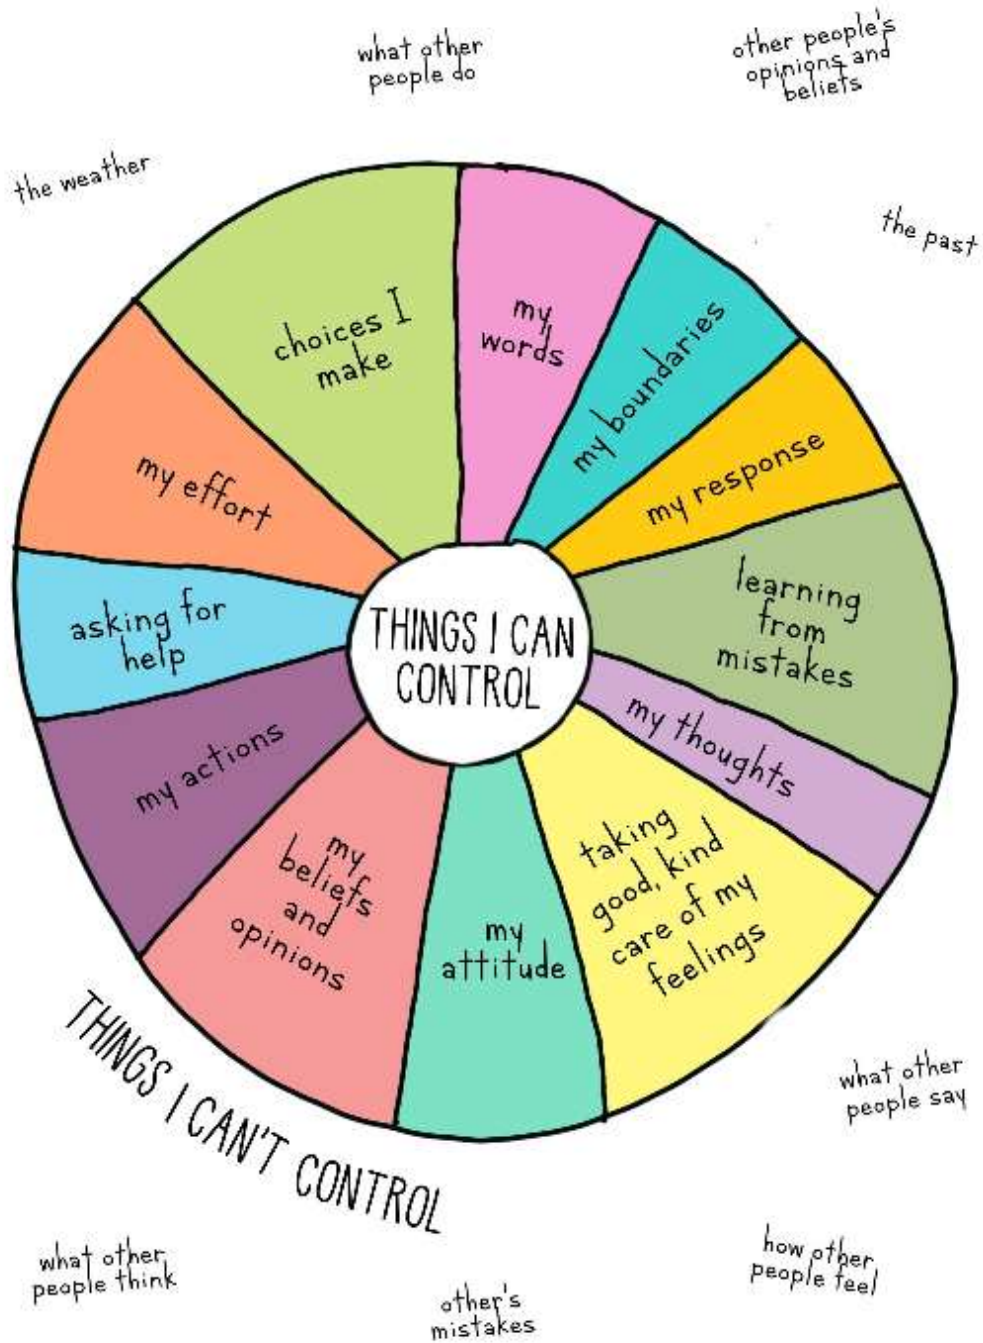 what other
people do
other people's
opinions and
beliefs
the weather
the past
choices I
make
my
words
my boundaries
my response
learning
from
mistakes
my thoughts
taking
good, kind
care of my
feelings
my
attitude
my
beliefs
and
opinions
my actions
asking for
help
my effort
THINGS I CAN
CONTROL
THINGS I CAN'T CONTROL
what other
people say
how other
people feel
other's
mistakes
what other
people think